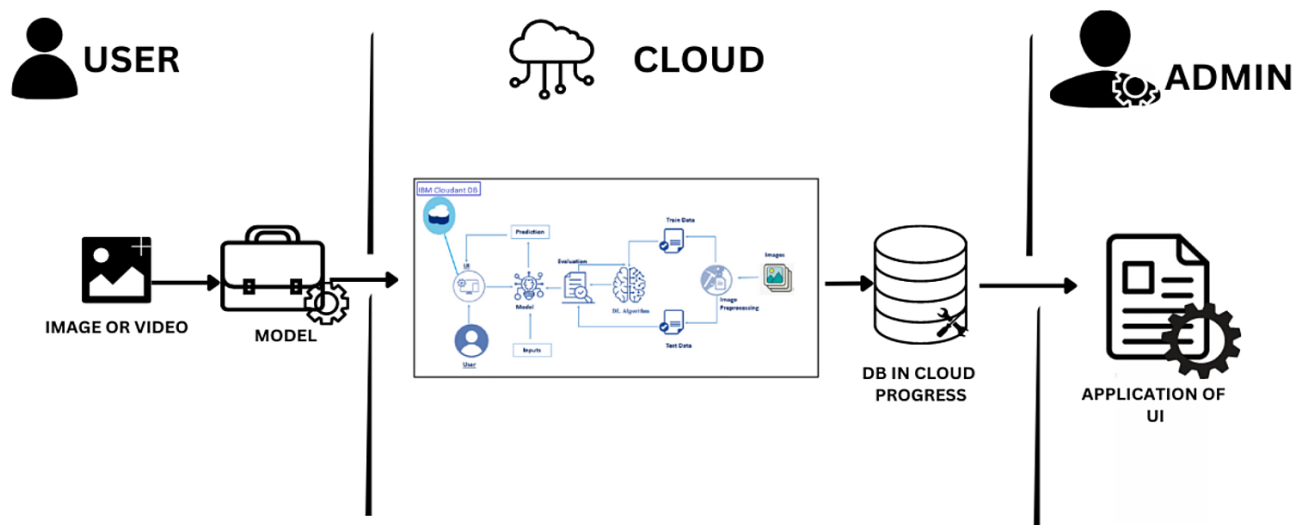 USER
CLOUD
ADMIN
IMAGE OR VIDEO
MODEL
IBM Cloudant DB
Prediction
UI
Evaluation
Model
Inputs
User
Train Data
DL Algorithm
Test Data
Images
Image
Preprocessing
DB IN CLOUD
PROGRESS
APPLICATION OF
UI